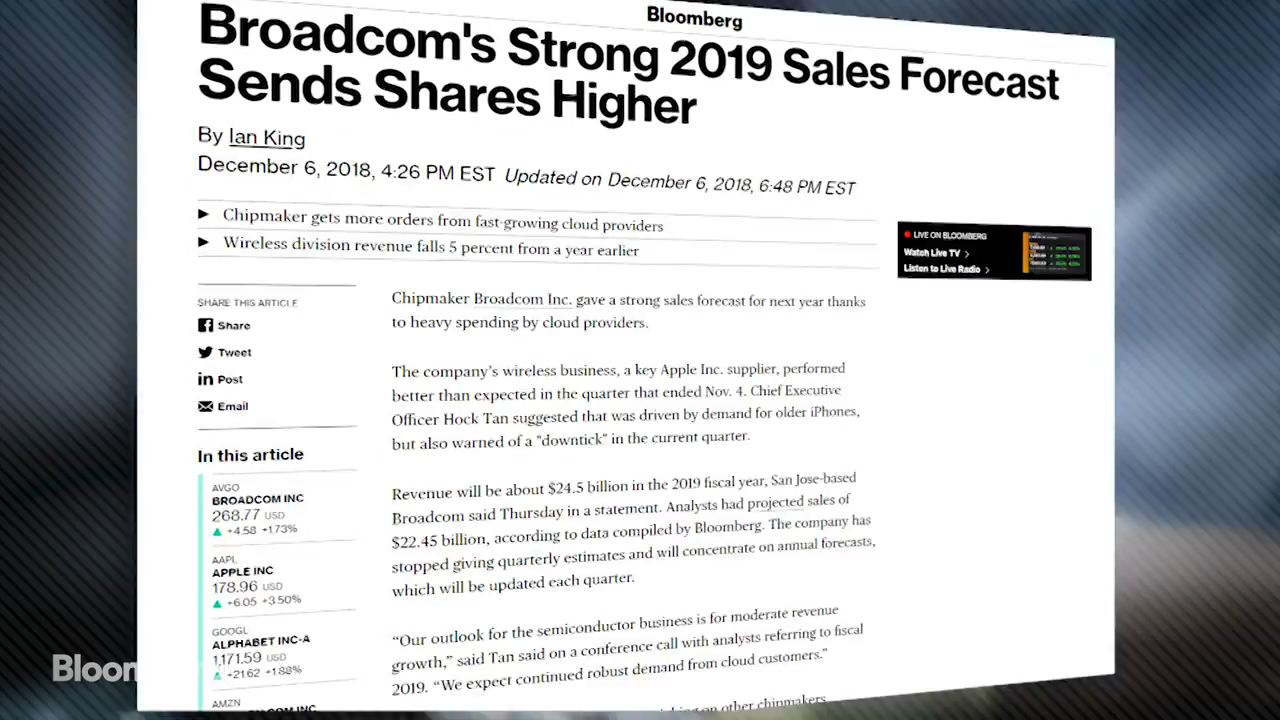 Bloomberg
Broadcom's Strong 2019 Sales Forecast
Sends Shares Higher
By Ian King
December 6, 2018, 4:26 PM EST Updated on December 6, 2018, 6:48 PM EST
► Chipmaker gets more orders from fast-growing cloud providers
► Wireless division revenue falls 5 percent from a year earlier
LIVE ON BLOOMBERG
Watch Live TV >
Listen to Live Radio >
SHARE THIS ARTICLE
Share
Tweet
Post
Email
In this article
AVGO
BROADCOM INC
268.77 USD
▲ +4.58 +1.73%
AAPL
APPLE INC
178.96 USD
▲ +6.05 +3.50%
GOOGL
ALPHABET INC-A
1,171.59 USD
▲ +21.62 +1.88%
AMZN
Chipmaker Broadcom Inc. gave a strong sales forecast for next year thanks
to heavy spending by cloud providers.
The company's wireless business, a key Apple Inc. supplier, performed
better than expected in the quarter that ended Nov. 4. Chief Executive
Officer Hock Tan suggested that was driven by demand for older iPhones,
but also warned of a "downtick" in the current quarter.
Revenue will be about $24.5 billion in the 2019 fiscal year, San Jose-based
Broadcom said Thursday in a statement. Analysts had projected sales of
$22.45 billion, according to data compiled by Bloomberg. The company has
stopped giving quarterly estimates and will concentrate on annual forecasts,
which will be updated each quarter.
"Our outlook for the semiconductor business is for moderate revenue
growth," said Tan said on a conference call with analysts referring to fiscal
2019. "We expect continued robust demand from cloud customers."
on other chipmakers
Bloom